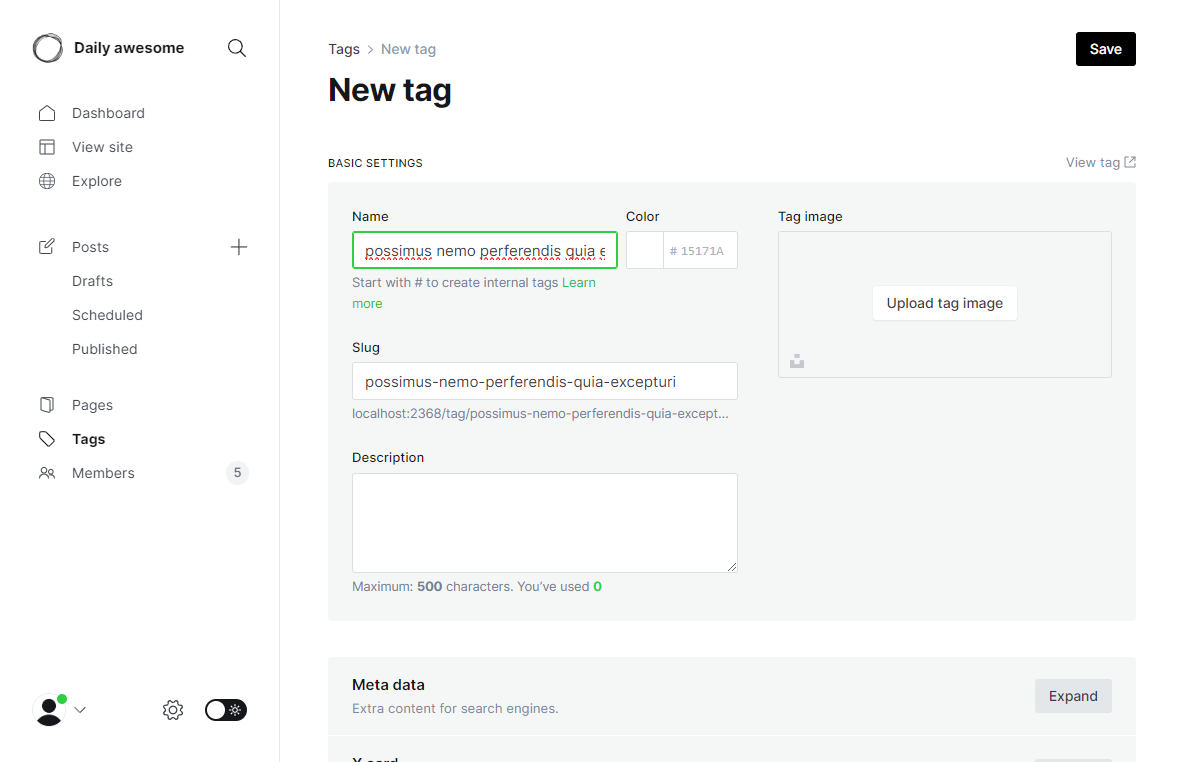 Daily awesome
Dashboard
View site
Explore
Posts
Drafts
Scheduled
Published
Pages
Tags
Members 5
Tags > New tag
Save
New tag
BASIC SETTINGS
View tag
Name
possimus nemo perferendis quia e
Start with # to create internal tags Learn
more
Color
# 15171A
Slug
possimus-nemo-perferendis-quia-excepturi
localhost:2368/tag/possimus-nemo-perferendis-quia-except...
Description
Maximum: 500 characters. You've used 0
Tag image
Upload tag image
Meta data
Extra content for search engines.
Expand
X card